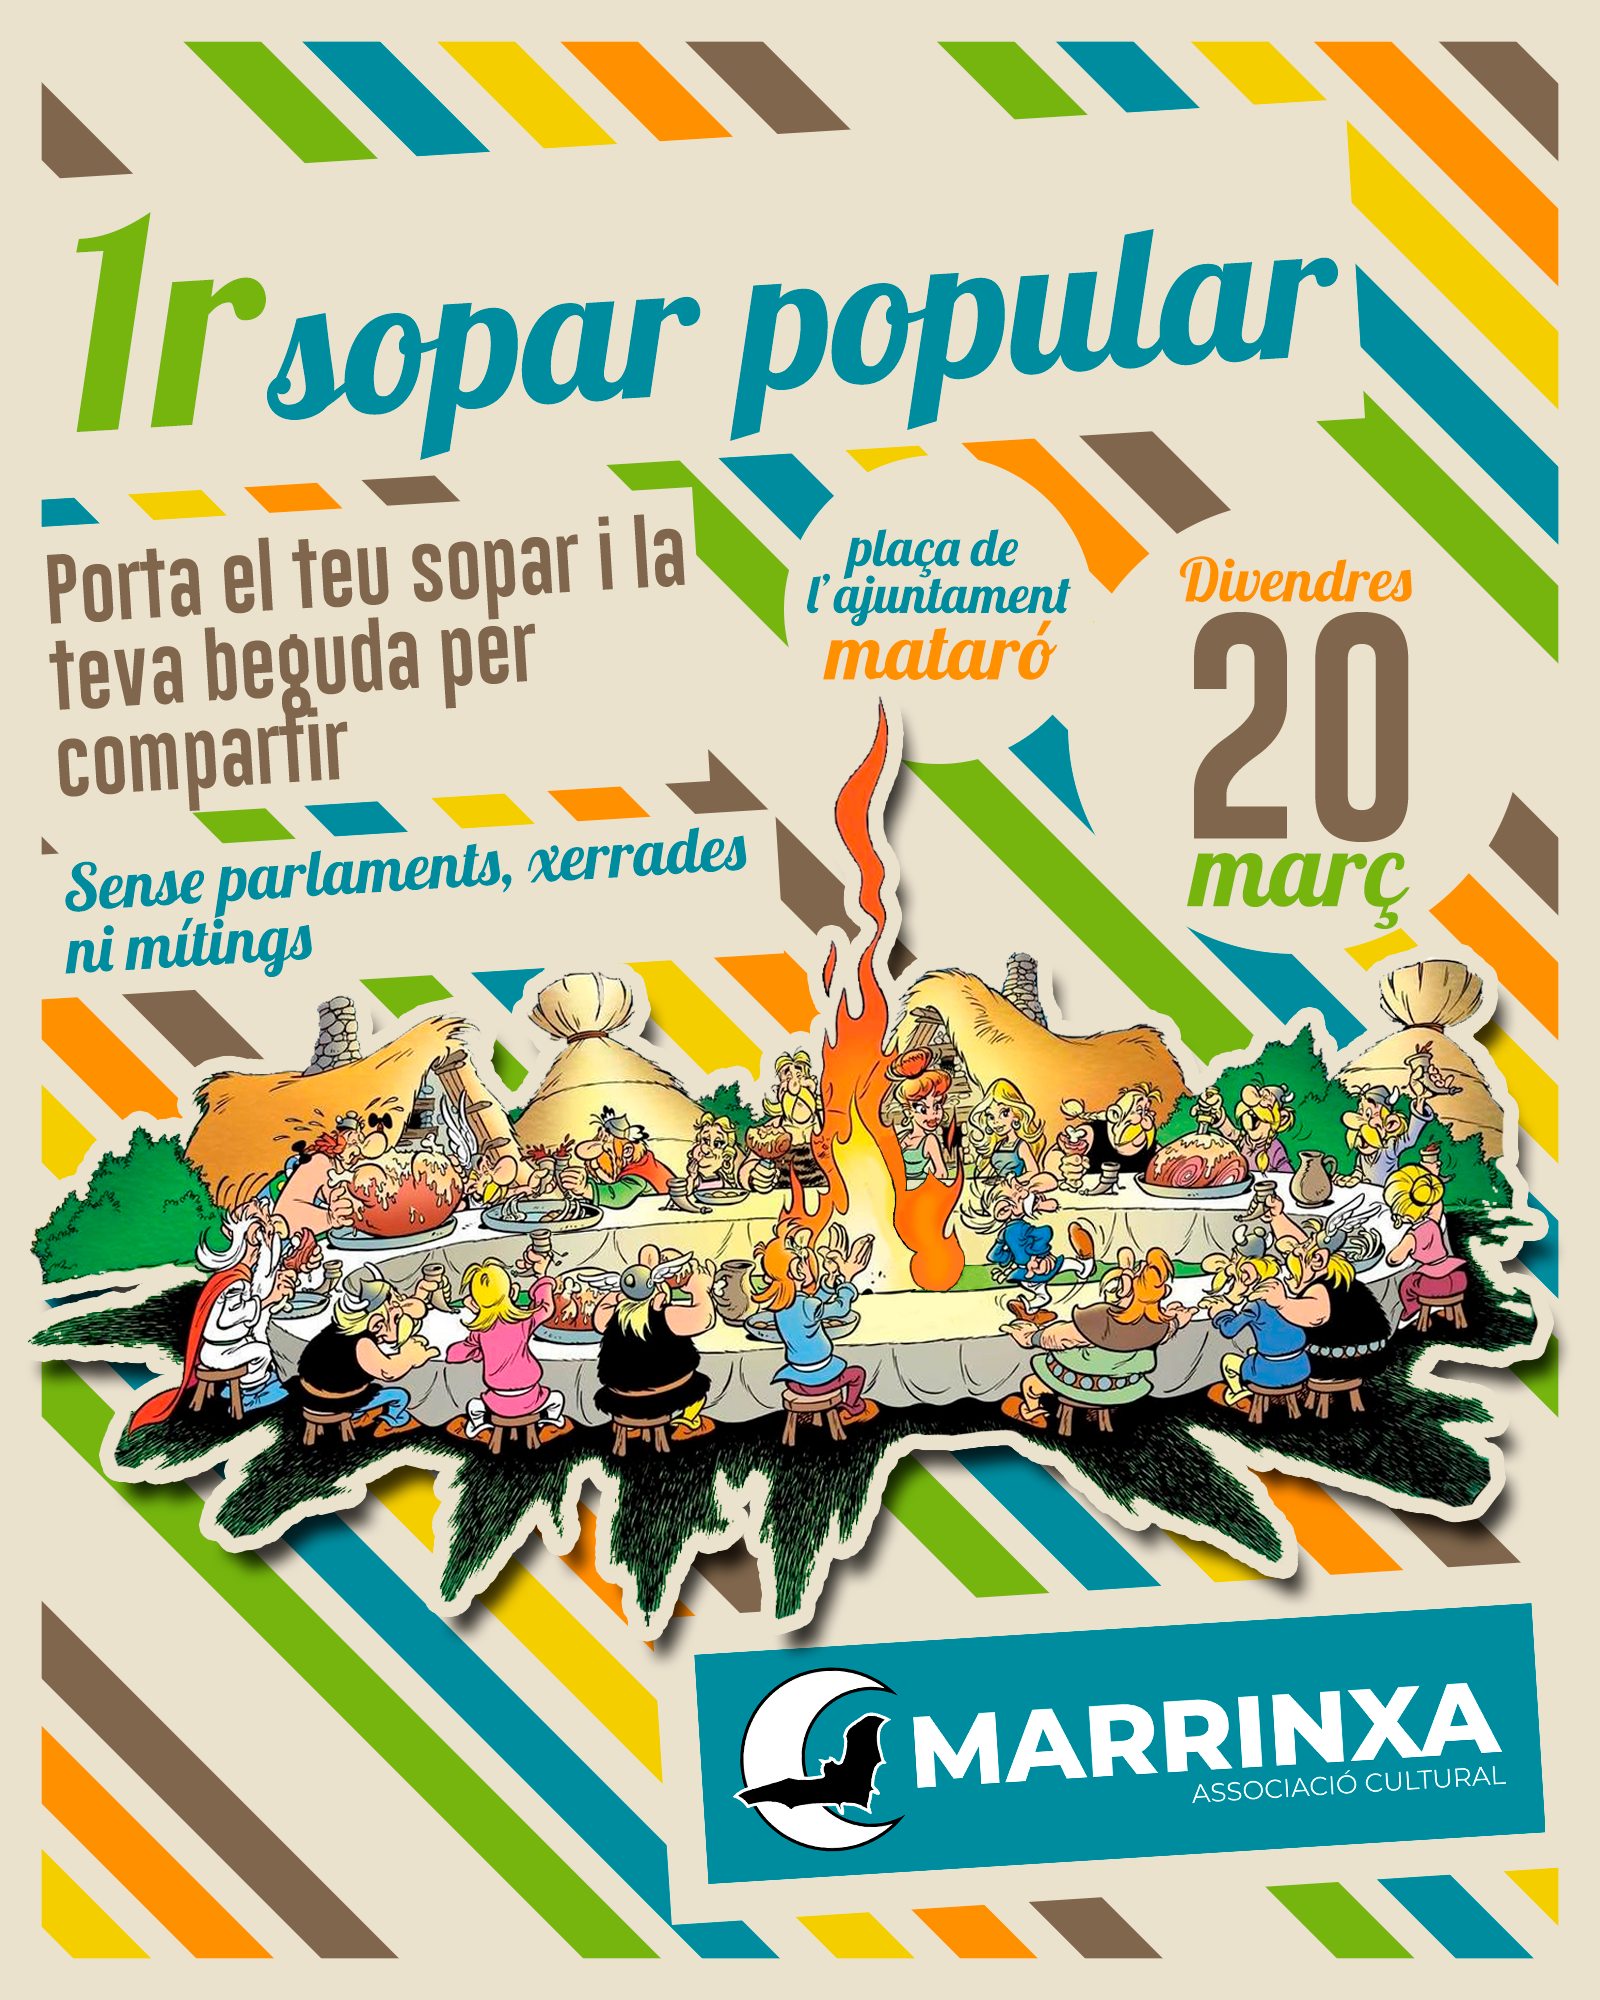 1r sopar popular
Porta el teu sopar i la
teva beguda per
compartir
plaça de
l'ajuntament
mataró
Divendres
20
març
Sense parlaments, xerrades
ni mítings
MARRINXA
ASSOCIACIÓ CULTURAL